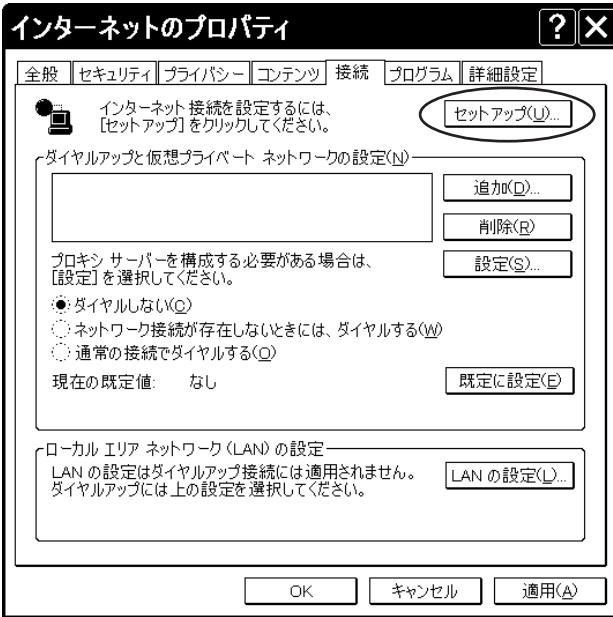 インターネットのプロパティ
?
×
全般 セキュリティ プライバシー コンテンツ 接続 プログラム 詳細設定
インターネット接続を設定するには、
[セットアップ] をクリックしてください。
セットアップ(U)...
ダイヤルアップと仮想プライベート ネットワークの設定(N)
追加(D)...
削除(R)
プロキシ サーバーを構成する必要がある場合は、
[設定] を選択してください。
設定(S)...
ダイヤルしない(C)
ネットワーク接続が存在しないときには、ダイヤルする(W)
通常の接続でダイヤルする(O)
現在の既定値: なし
既定に設定(E)
ローカル エリア ネットワーク (LAN) の設定
LAN の設定はダイヤルアップ接続には適用されません。
ダイヤルアップには上の設定を選択してください。
LAN の設定(L)...
OK キャンセル 適用(A)